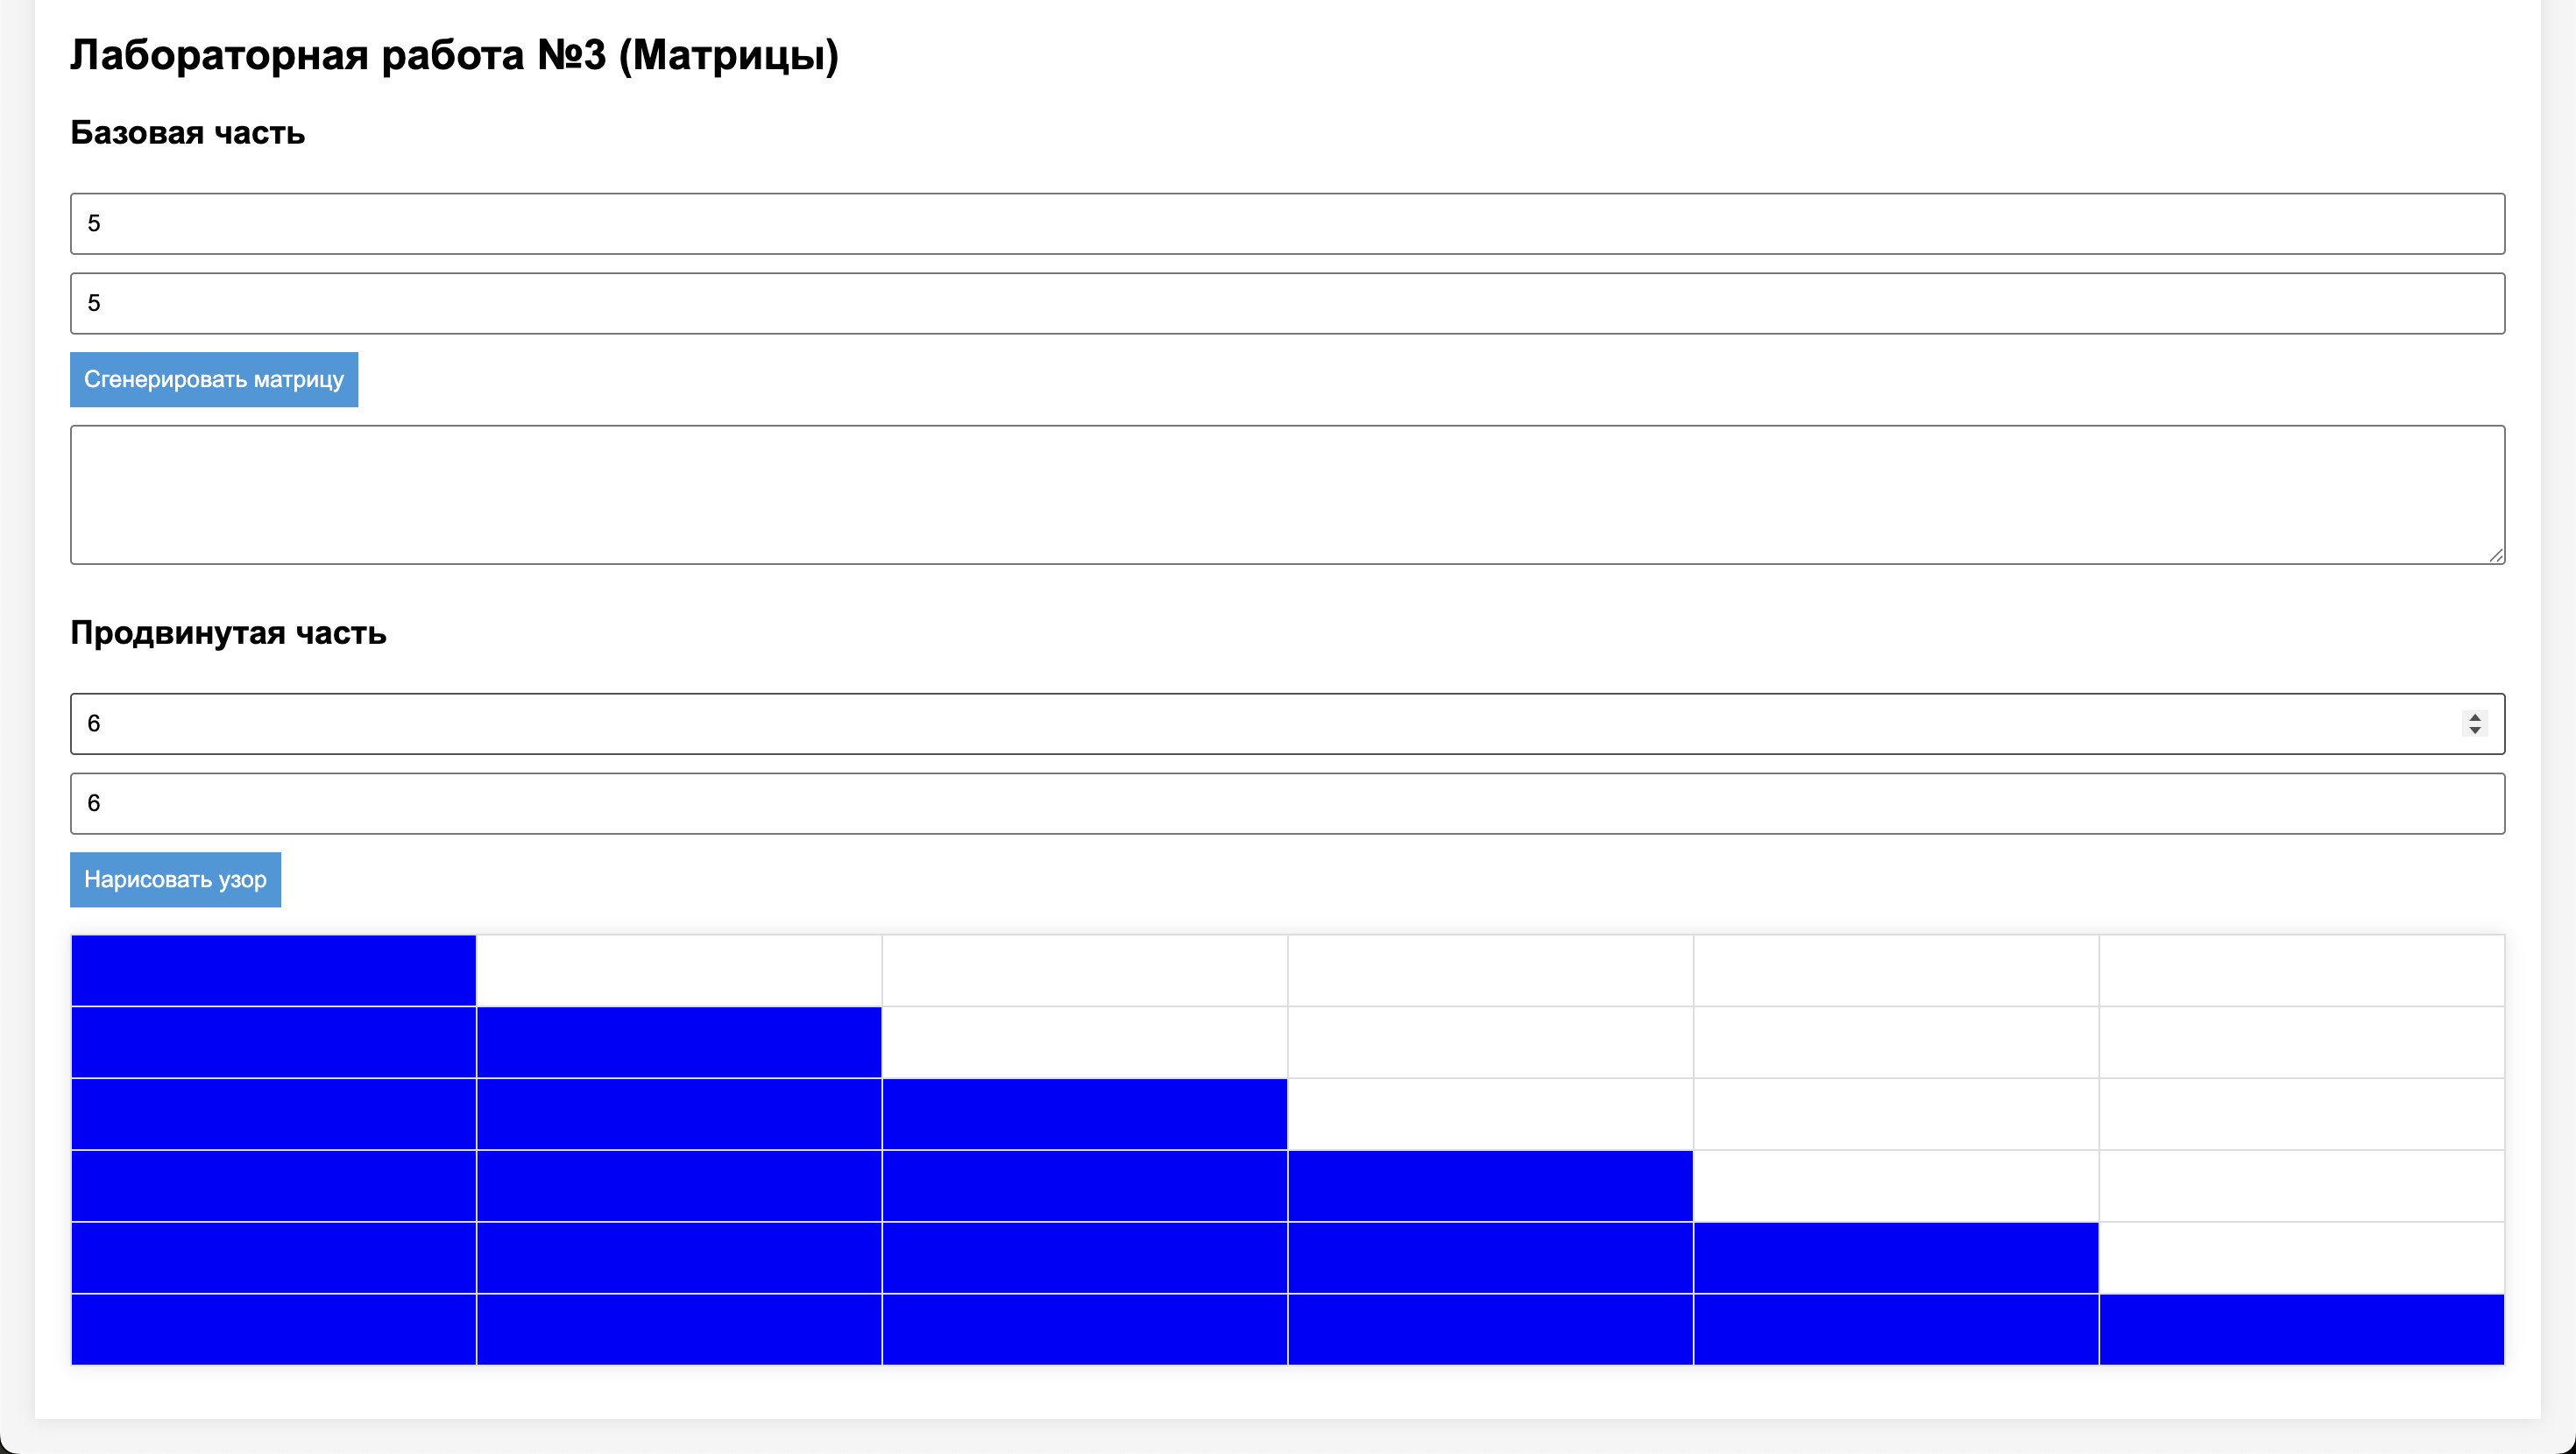 Лабораторная работа №3 (Матрицы)
Базовая часть
5
5
Сгенерировать матрицу
Продвинутая часть
6
6
Нарисовать узор